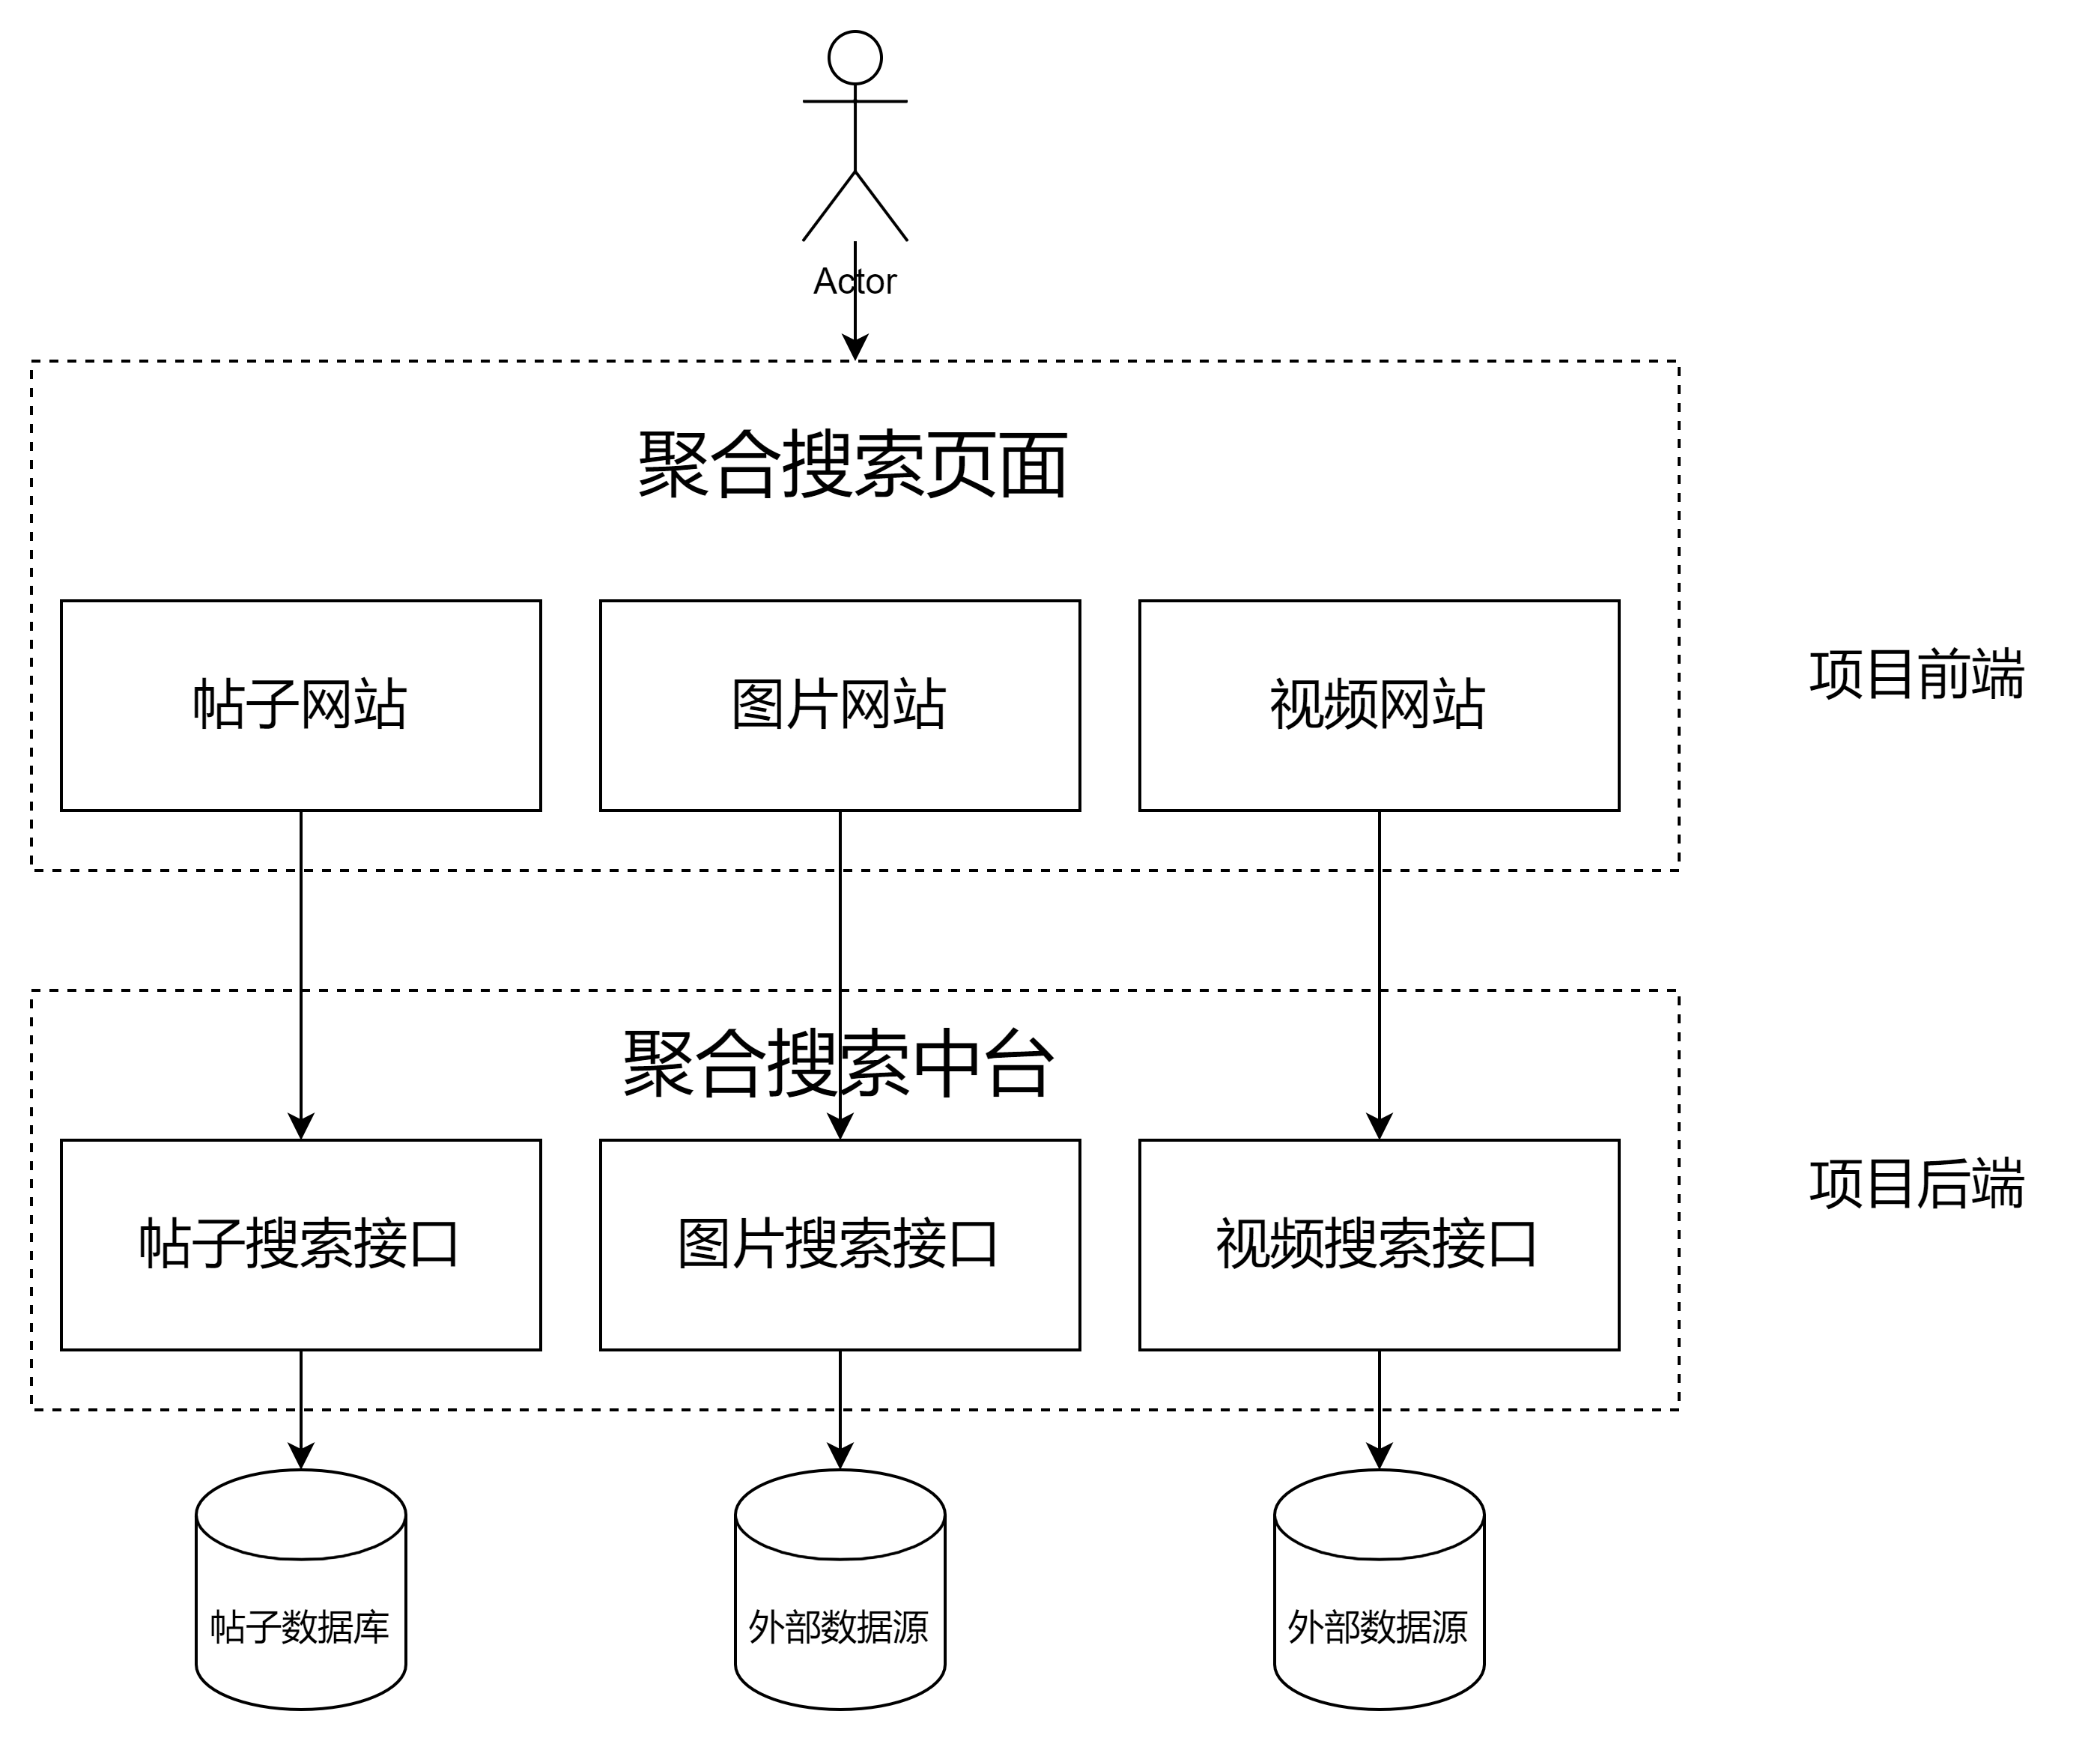 Actor
聚合搜索页面
帖子网站
图片网站
视频网站
项目前端
聚合搜索中台
帖子搜索接口
图片搜索接口
视频搜索接口
项目后端
帖子数据库
外部数据源
外部数据源